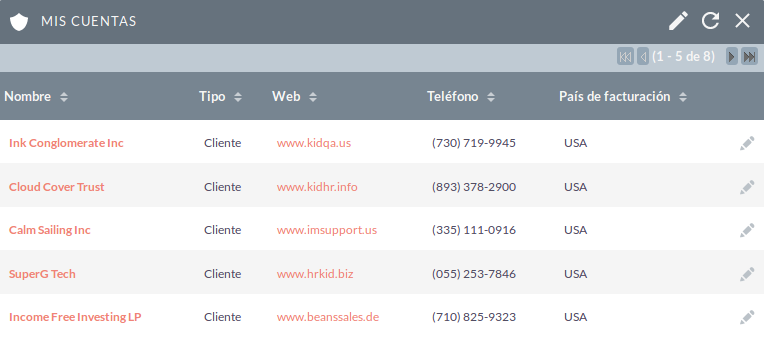 MIS CUENTAS
(1 - 5 de 8)
Nombre Tipo Web Teléfono País de facturación
Ink Conglomerate Inc Cliente www.kidqa.us (730) 719-9945 USA
Cloud Cover Trust Cliente www.kidhr.info (893) 378-2900 USA
Calm Sailing Inc Cliente www.imsupport.us (335) 111-0916 USA
SuperG Tech Cliente www.hrkid.biz (055) 253-7846 USA
Income Free Investing LP Cliente www.beanssales.de (710) 825-9323 USA